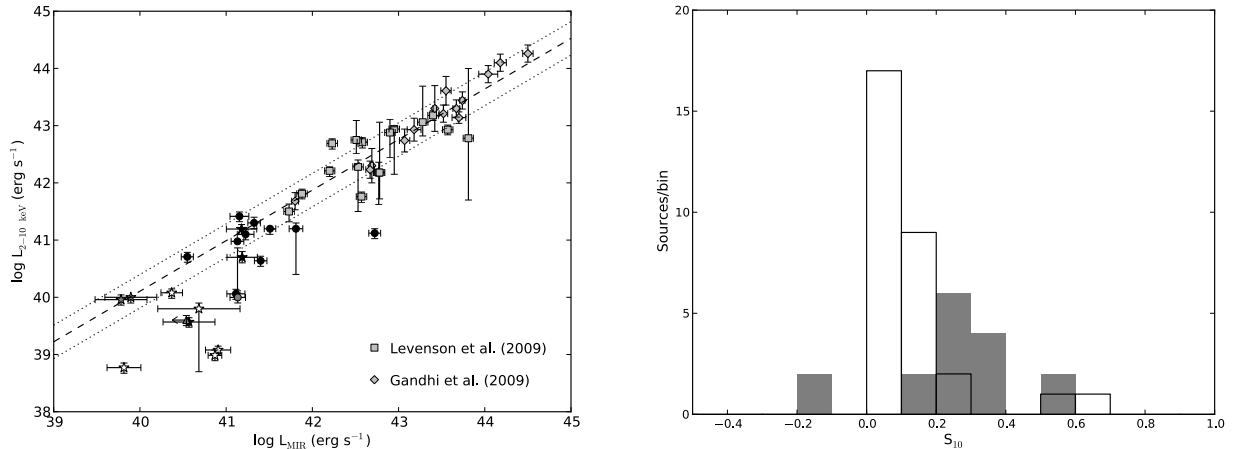 45
44
43
42
41
40
39
38
39 40 41 42 43 44 45
log L₂₋₁₀ keV (erg s⁻¹)
log L_MIR (erg s⁻¹)
Levenson et al. (2009)
Gandhi et al. (2009)
20
15
10
5
0
−0.4 −0.2 0.0 0.2 0.4 0.6 0.8 1.0
Sources/bin
S₁₀